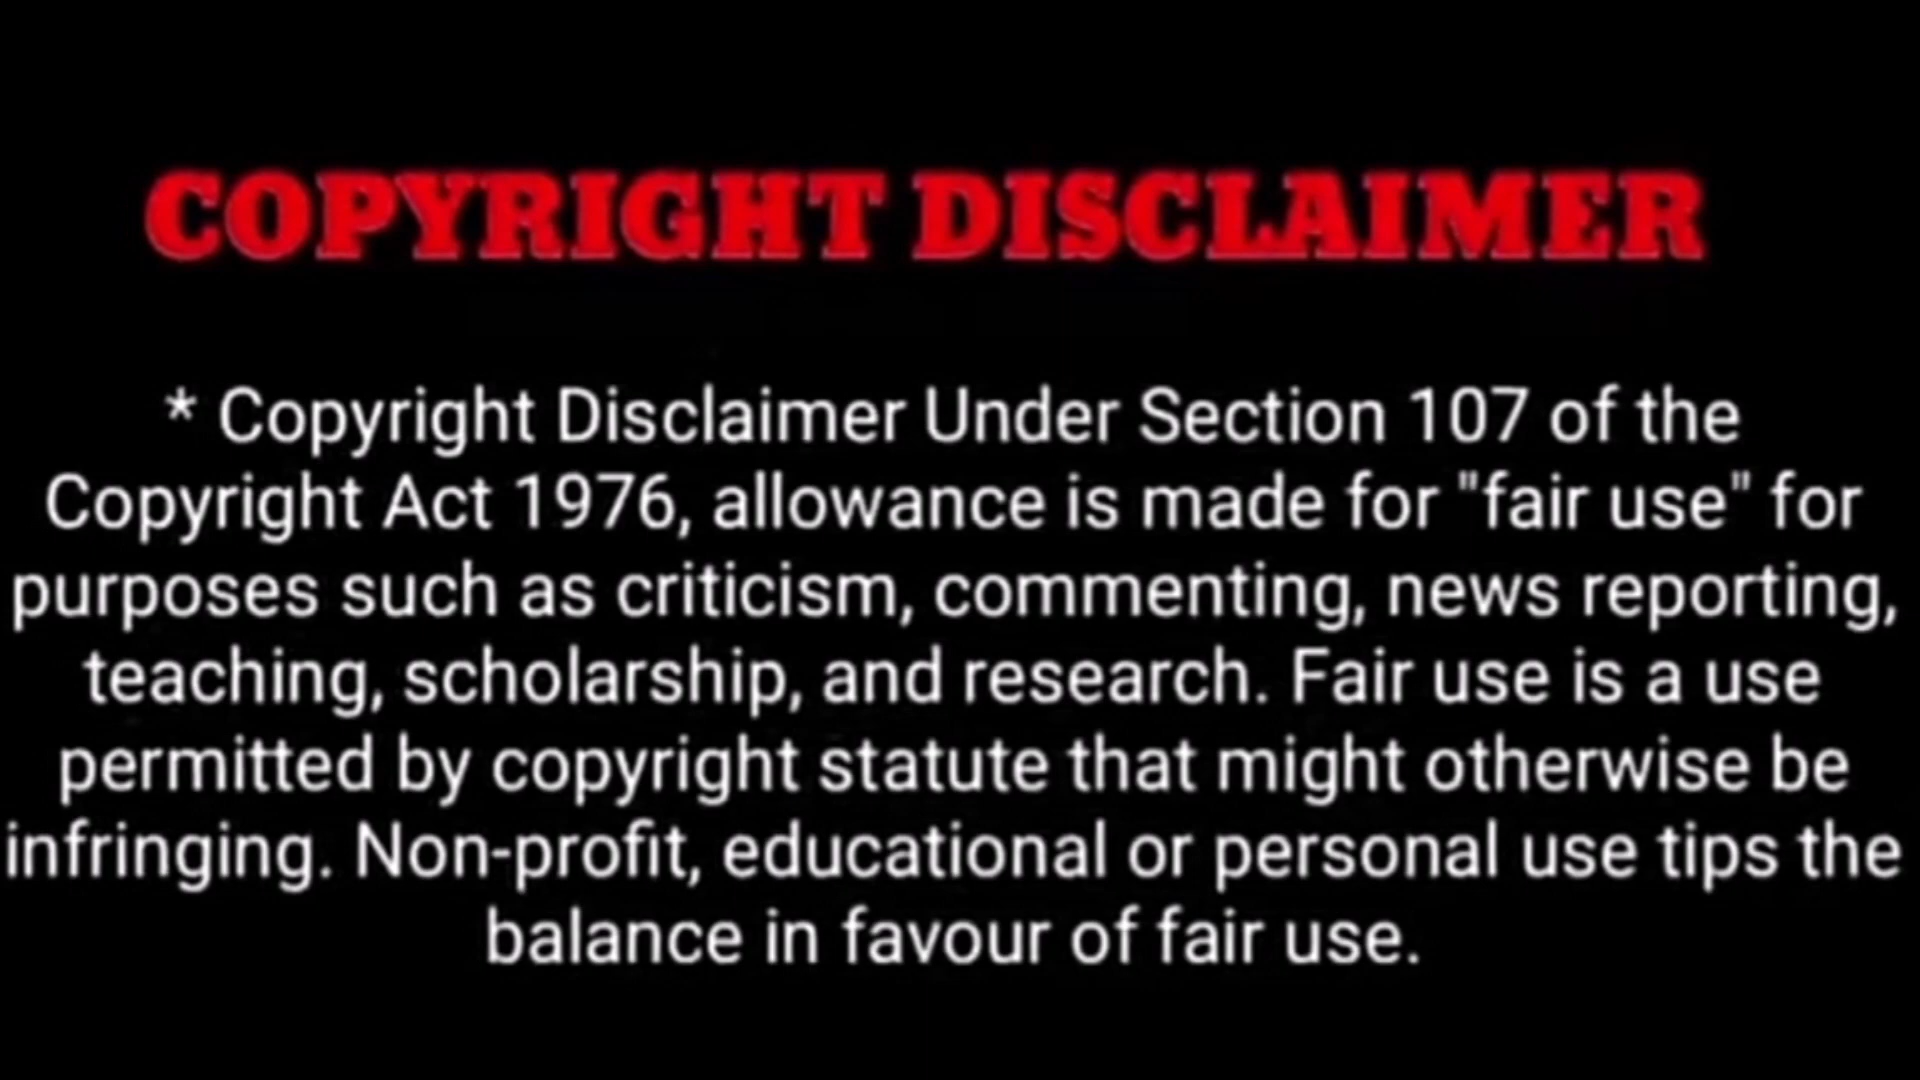 COPYRIGHT DISCLAIMER
* Copyright Disclaimer Under Section 107 of the
Copyright Act 1976, allowance is made for "fair use" for
purposes such as criticism, commenting, news reporting,
teaching, scholarship, and research. Fair use is a use
permitted by copyright statute that might otherwise be
infringing. Non-profit, educational or personal use tips the
balance in favour of fair use.